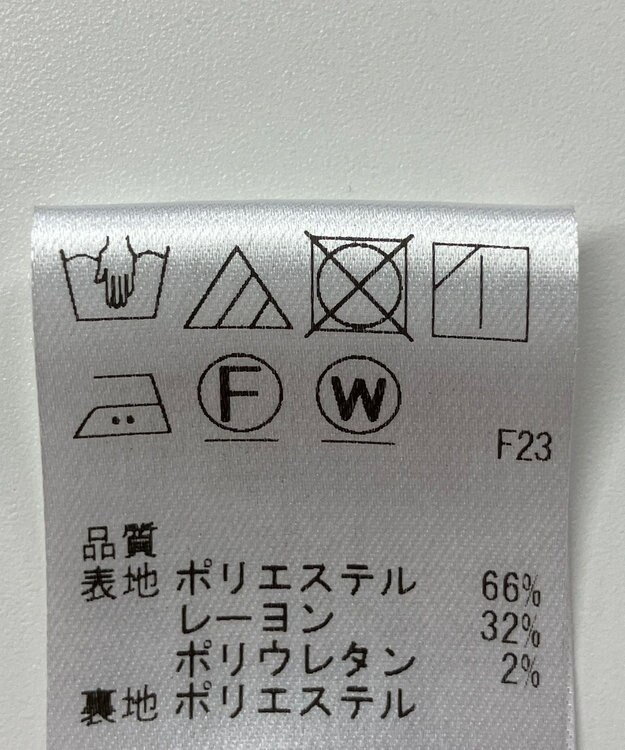 F W
F23
品質
表地 ポリエステル 66%
レーヨン 32%
ポリウレタン 2%
裏地 ポリエステル